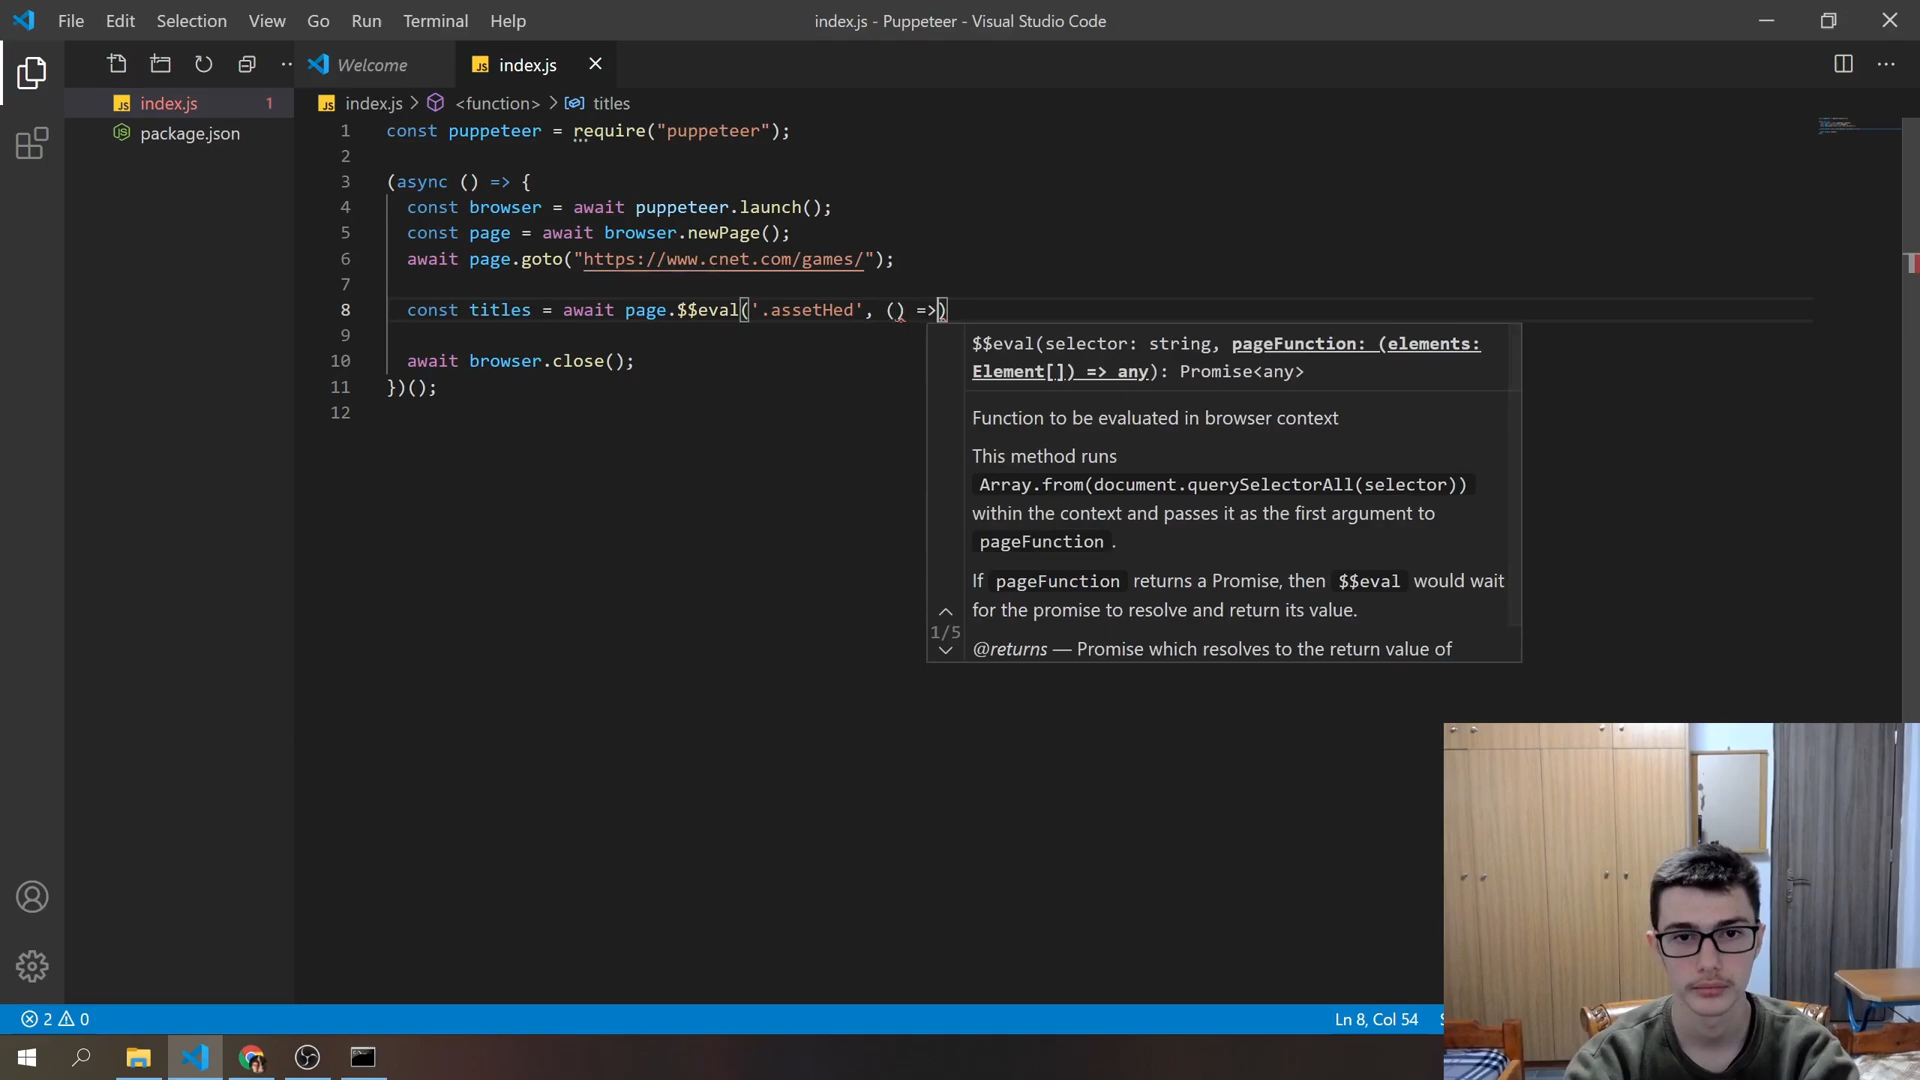 File Edit Selection View Go Run Terminal Help
index.js - Puppeteer - Visual Studio Code
Welcome
JS index.js
JS index.js 1
JS package.json
JS index.js > <function> > titles
1 const puppeteer = require("puppeteer");
2
3 (async () => {
4 const browser = await puppeteer.launch();
5 const page = await browser.newPage();
6 await page.goto("https://www.cnet.com/games/");
7
8 const titles = await page.$$eval('.assetHed', () =>)
9
10 await browser.close();
11 })();
12
$$eval(selector: string, pageFunction: (elements:
Element[]) => any): Promise<any>
Function to be evaluated in browser context
This method runs
Array.from(document.querySelectorAll(selector))
within the context and passes it as the first argument to
pageFunction .
If pageFunction returns a Promise, then $$eval would wait
for the promise to resolve and return its value.
1/5
@returns — Promise which resolves to the return value of
2 0
Ln 8, Col 54